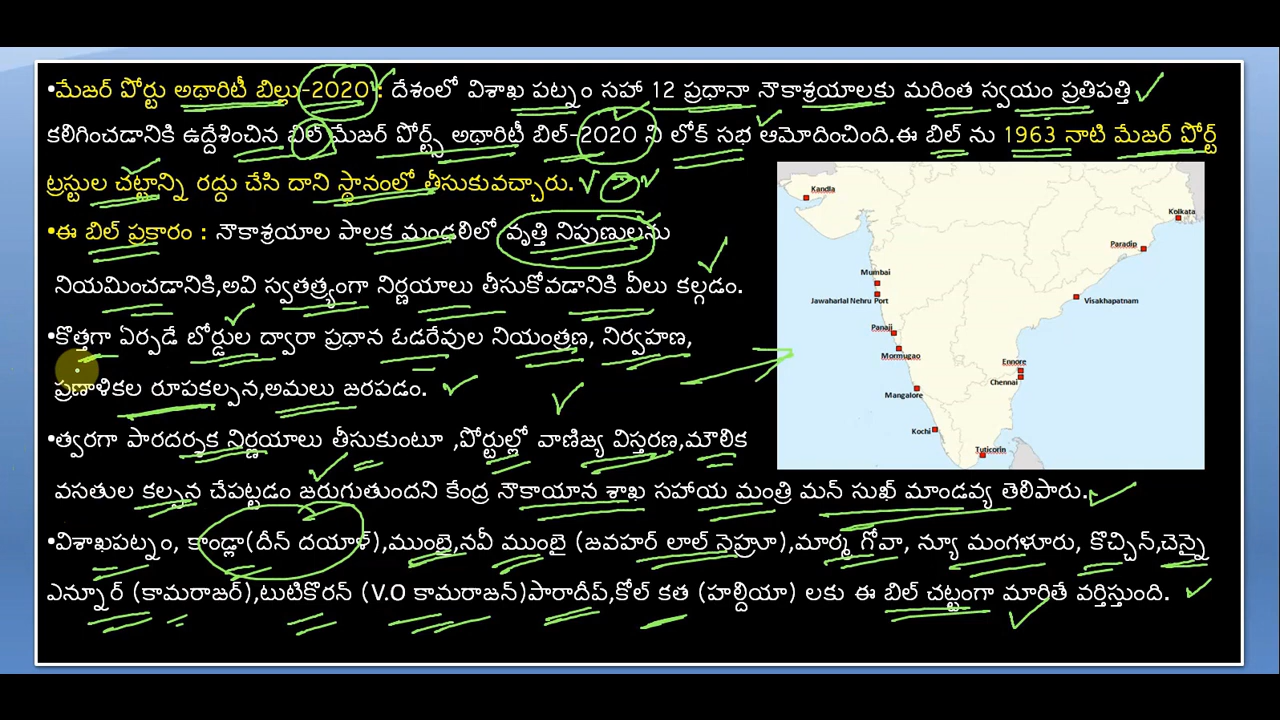 •మేజర్ పోర్టు అథారిటీ బిల్లు-2020 : దేశంలో విశాఖ పట్నం సహా 12 ప్రధానా నౌకాశ్రయాలకు మరింత స్వయం ప్రతిపత్తి
కలిగించడానికి ఉద్దేశించిన బిల్ మేజర్ పోర్ట్స్ అథారిటీ బిల్-2020 ని లోక్ సభ ఆమోదించింది.ఈ బిల్ ను 1963 నాటి మేజర్ పోర్ట్
ట్రస్టుల చట్టాన్ని రద్దు చేసి దాని స్థానంలో తీసుకువచ్చారు.
•ఈ బిల్ ప్రకారం : నౌకాశ్రయాల పాలక మండలిలో వృత్తి నిపుణులను
నియమించడానికి,అవి స్వతత్ర్యంగా నిర్ణయాలు తీసుకోవడానికి వీలు కల్గడం.
•కొత్తగా ఏర్పడే బోర్డుల ద్వారా ప్రధాన ఓడరేవుల నియంత్రణ, నిర్వహణ,
ప్రణాళికల రూపకల్పన,అమలు జరపడం.
•త్వరగా పారదర్శక నిర్ణయాలు తీసుకుంటూ ,పోర్టుల్లో వాణిజ్య విస్తరణ,మౌలిక
వసతుల కల్పన చేపట్టడం జరుగుతుందని కేంద్ర నౌకాయాన శాఖ సహాయ మంత్రి మన్ సుఖ్ మాండవ్య తెలిపారు.
•విశాఖపట్నం, కాండ్లా(దీన్ దయాళ్),ముంబై,నవీ ముంబై (జవహర్ లాల్ నెహ్రూ),మార్మ గోవా, న్యూ మంగళూరు, కొచ్చిన్,చెన్నై
ఎన్నూర్ (కామరాజర్),టుటికొరన్ (V.O కామరాజన్)పారాదీప్,కోల్ కత (హల్దియా) లకు ఈ బిల్ చట్టంగా మారితే వర్తిస్తుంది.
Kandla
Kolkata
Paradip
Mumbai
Jawaharlal Nehru Port
Visakhapatnam
Panaji
Mormugao
Ennore
Chennai
Mangalore
Kochi
Tuticorin